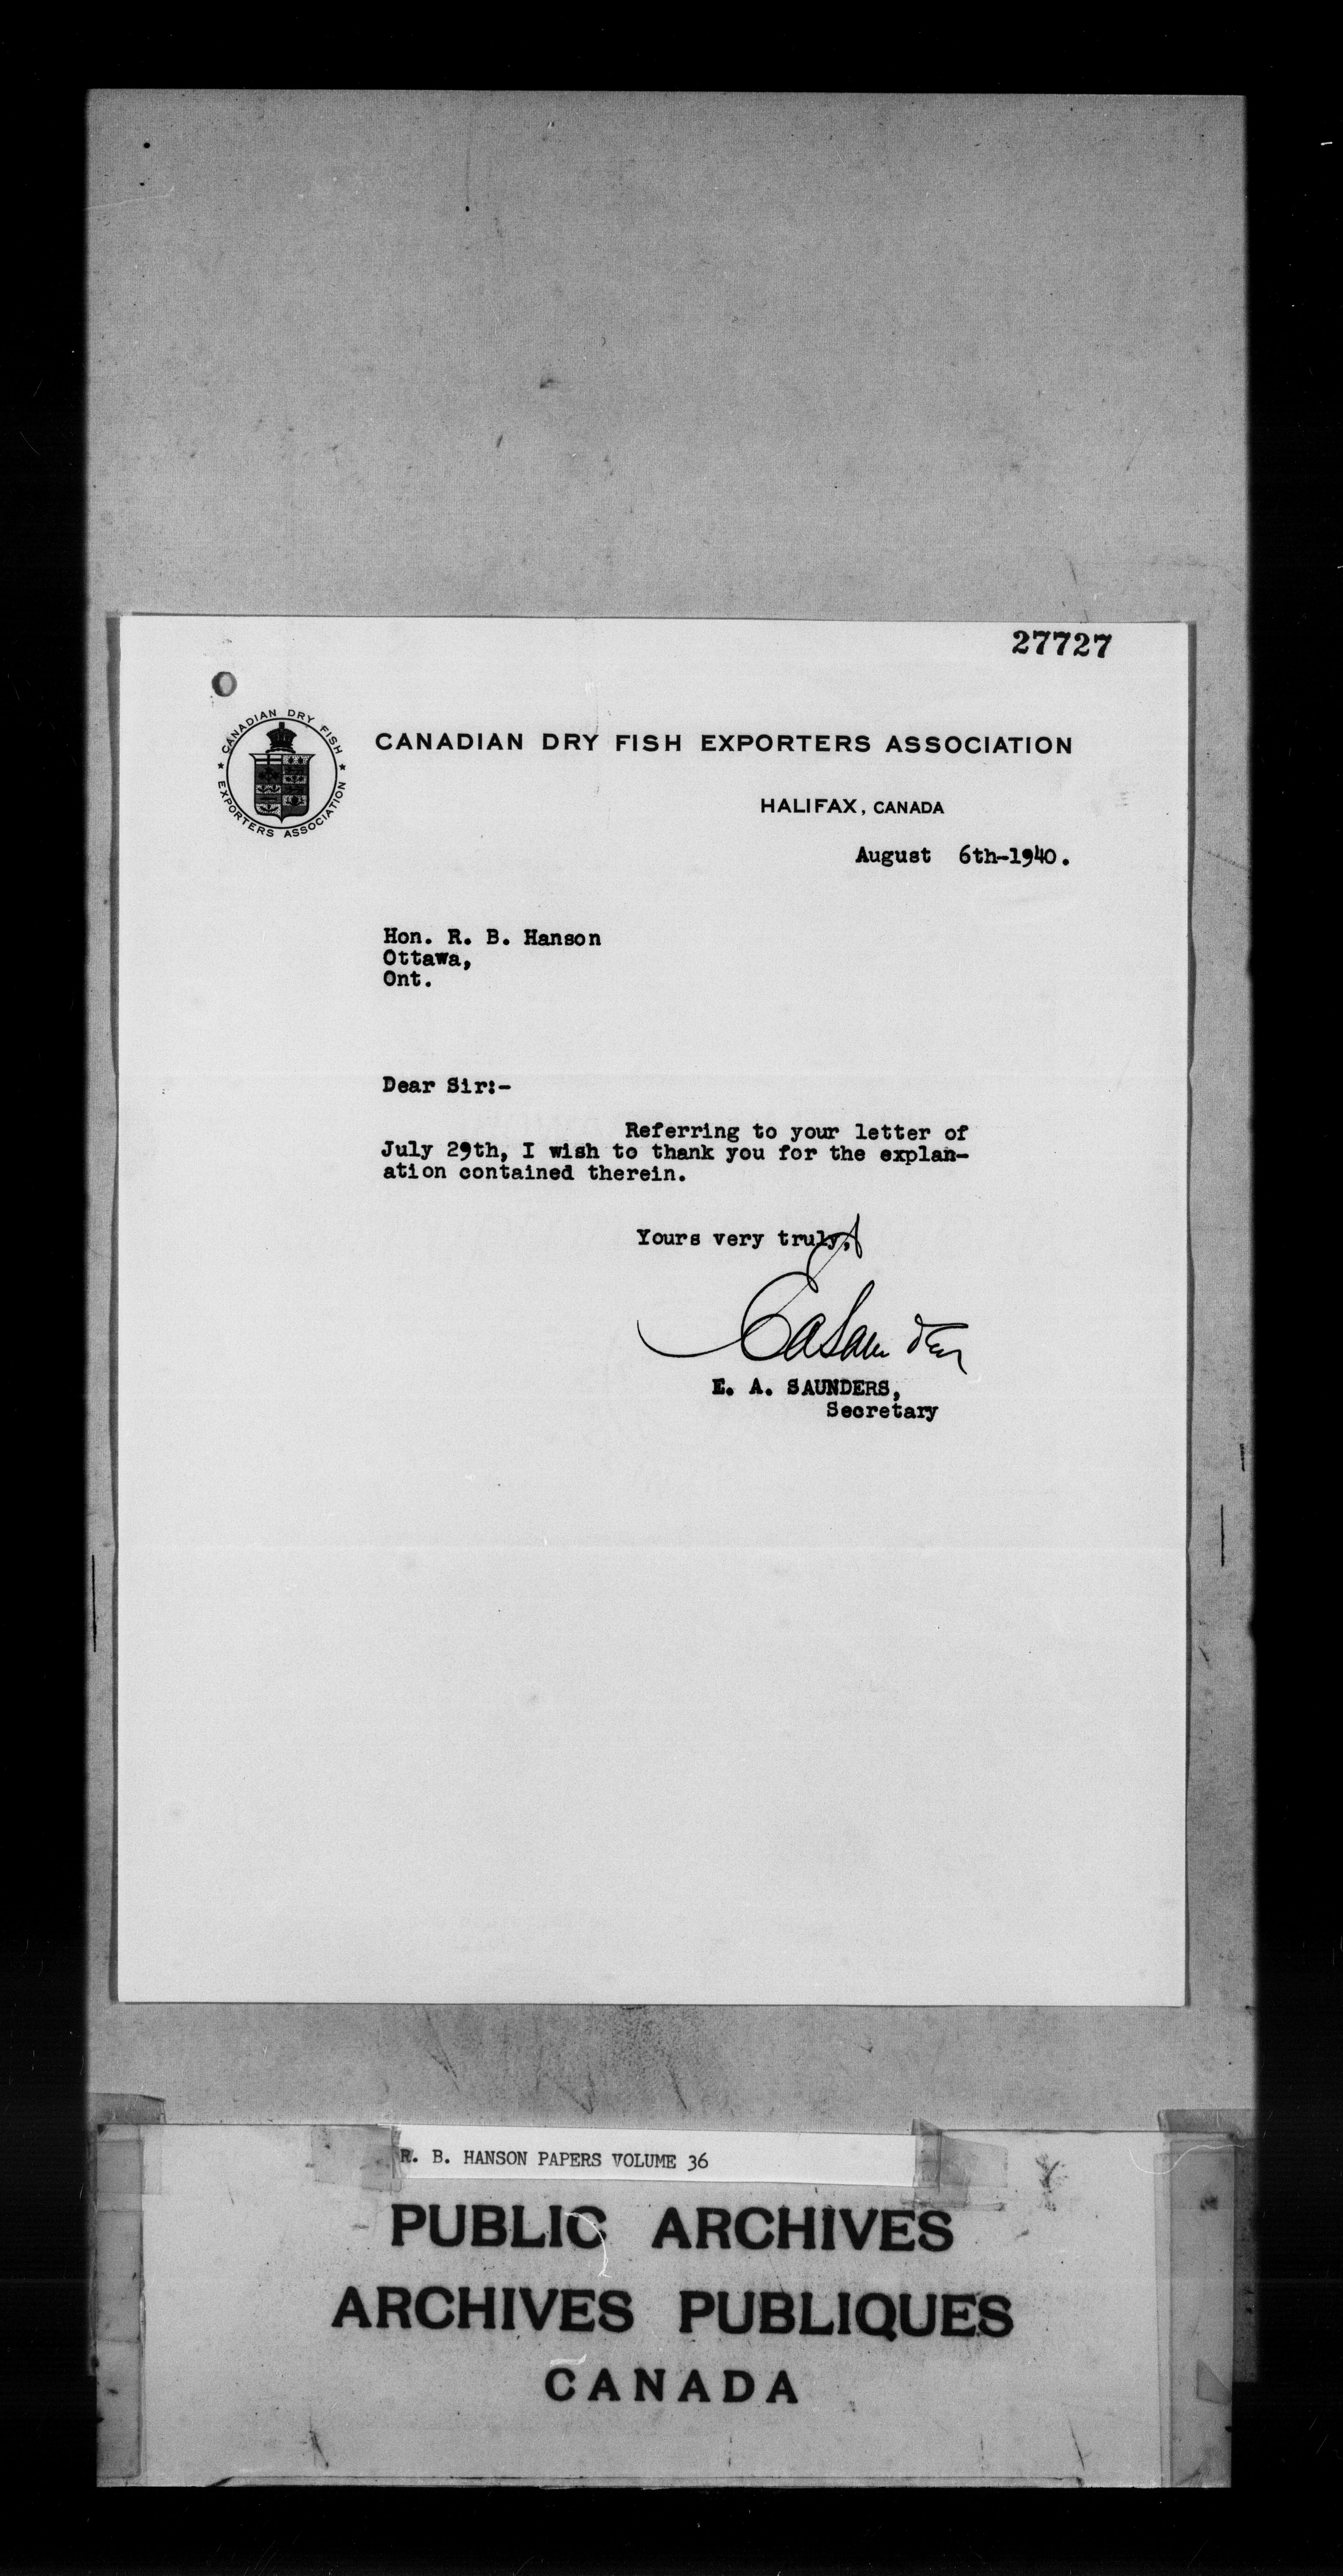 27727
CANADIAN DRY FISH
EXPORTERS ASSOCIATION
CANADIAN DRY FISH EXPORTERS ASSOCIATION
HALIFAX, CANADA
August 6th-1940.
Hon. R. B. Hanson
Ottawa,
Ont.
Dear Sir:-
Referring to your letter of
July 29th, I wish to thank you for the explan-
ation contained therein.
Yours very truly,
EASaunders
E. A. SAUNDERS,
Secretary
R. B. HANSON PAPERS VOLUME 36
PUBLIC ARCHIVES
ARCHIVES PUBLIQUES
CANADA